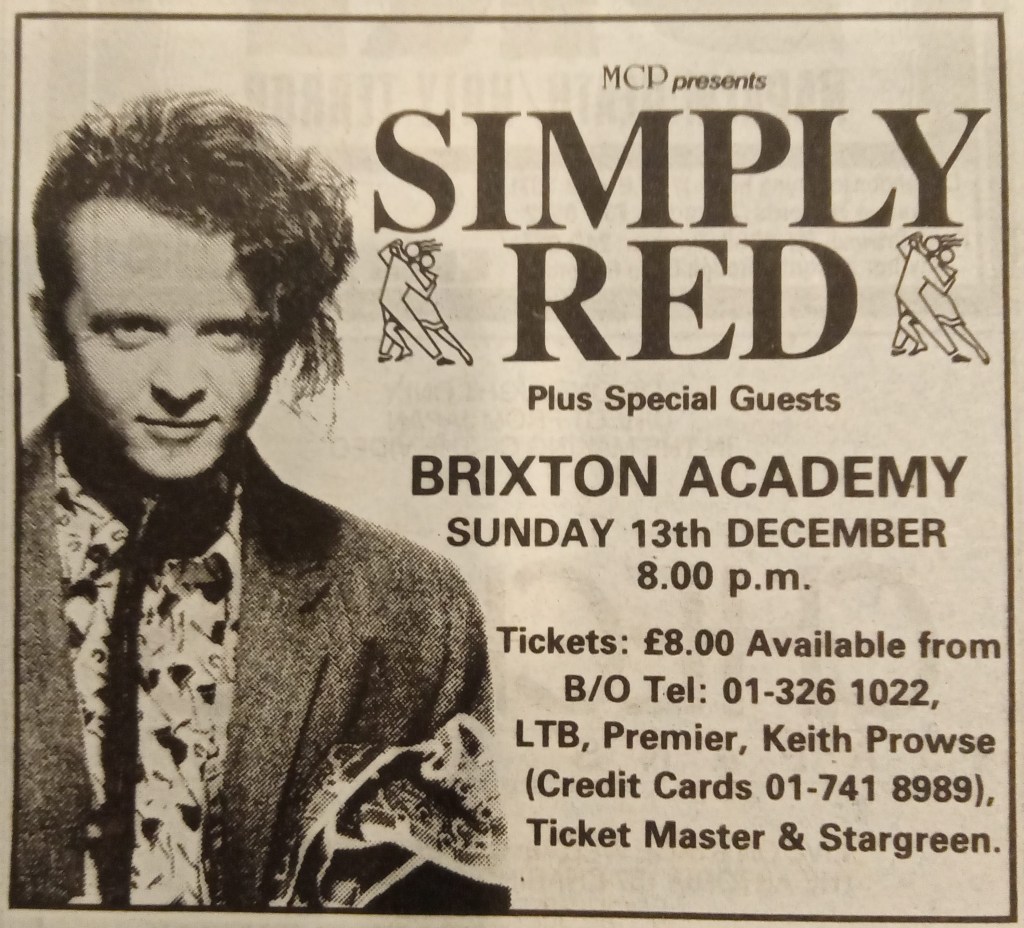 MCP presents
SIMPLY
RED
Plus Special Guests
BRIXTON ACADEMY
SUNDAY 13th DECEMBER
8.00 p.m.
Tickets: £8.00 Available from
B/O Tel: 01-326 1022,
LTB, Premier, Keith Prowse
(Credit Cards 01-741 8989),
Ticket Master & Stargreen.